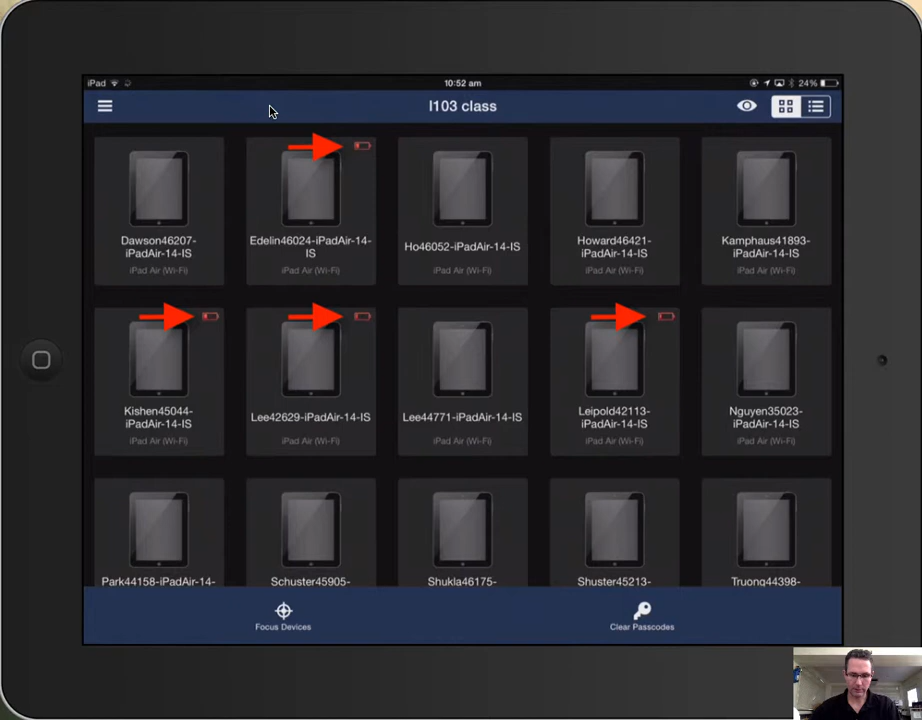 iPad
10:52 am
24%
I103 class
Dawson46207-
iPadAir-14-IS
iPad Air (Wi-Fi)
Edelin46024-iPadAir-14-
IS
iPad Air (Wi-Fi)
Ho46052-iPadAir-14-IS
iPad Air (Wi-Fi)
Howard46421-
iPadAir-14-IS
iPad Air (Wi-Fi)
Kamphaus41893-
iPadAir-14-IS
iPad Air (Wi-Fi)
Kishen45044-
iPadAir-14-IS
iPad Air (Wi-Fi)
Lee42629-iPadAir-14-IS
iPad Air (Wi-Fi)
Lee44771-iPadAir-14-IS
iPad Air (Wi-Fi)
Leipold42113-
iPadAir-14-IS
iPad Air (Wi-Fi)
Nguyen35023-
iPadAir-14-IS
iPad Air (Wi-Fi)
Park44158-iPadAir-14-
Schuster45905-
Shukla46175-
Shuster45213-
Truong44398-
Focus Devices
Clear Passcodes